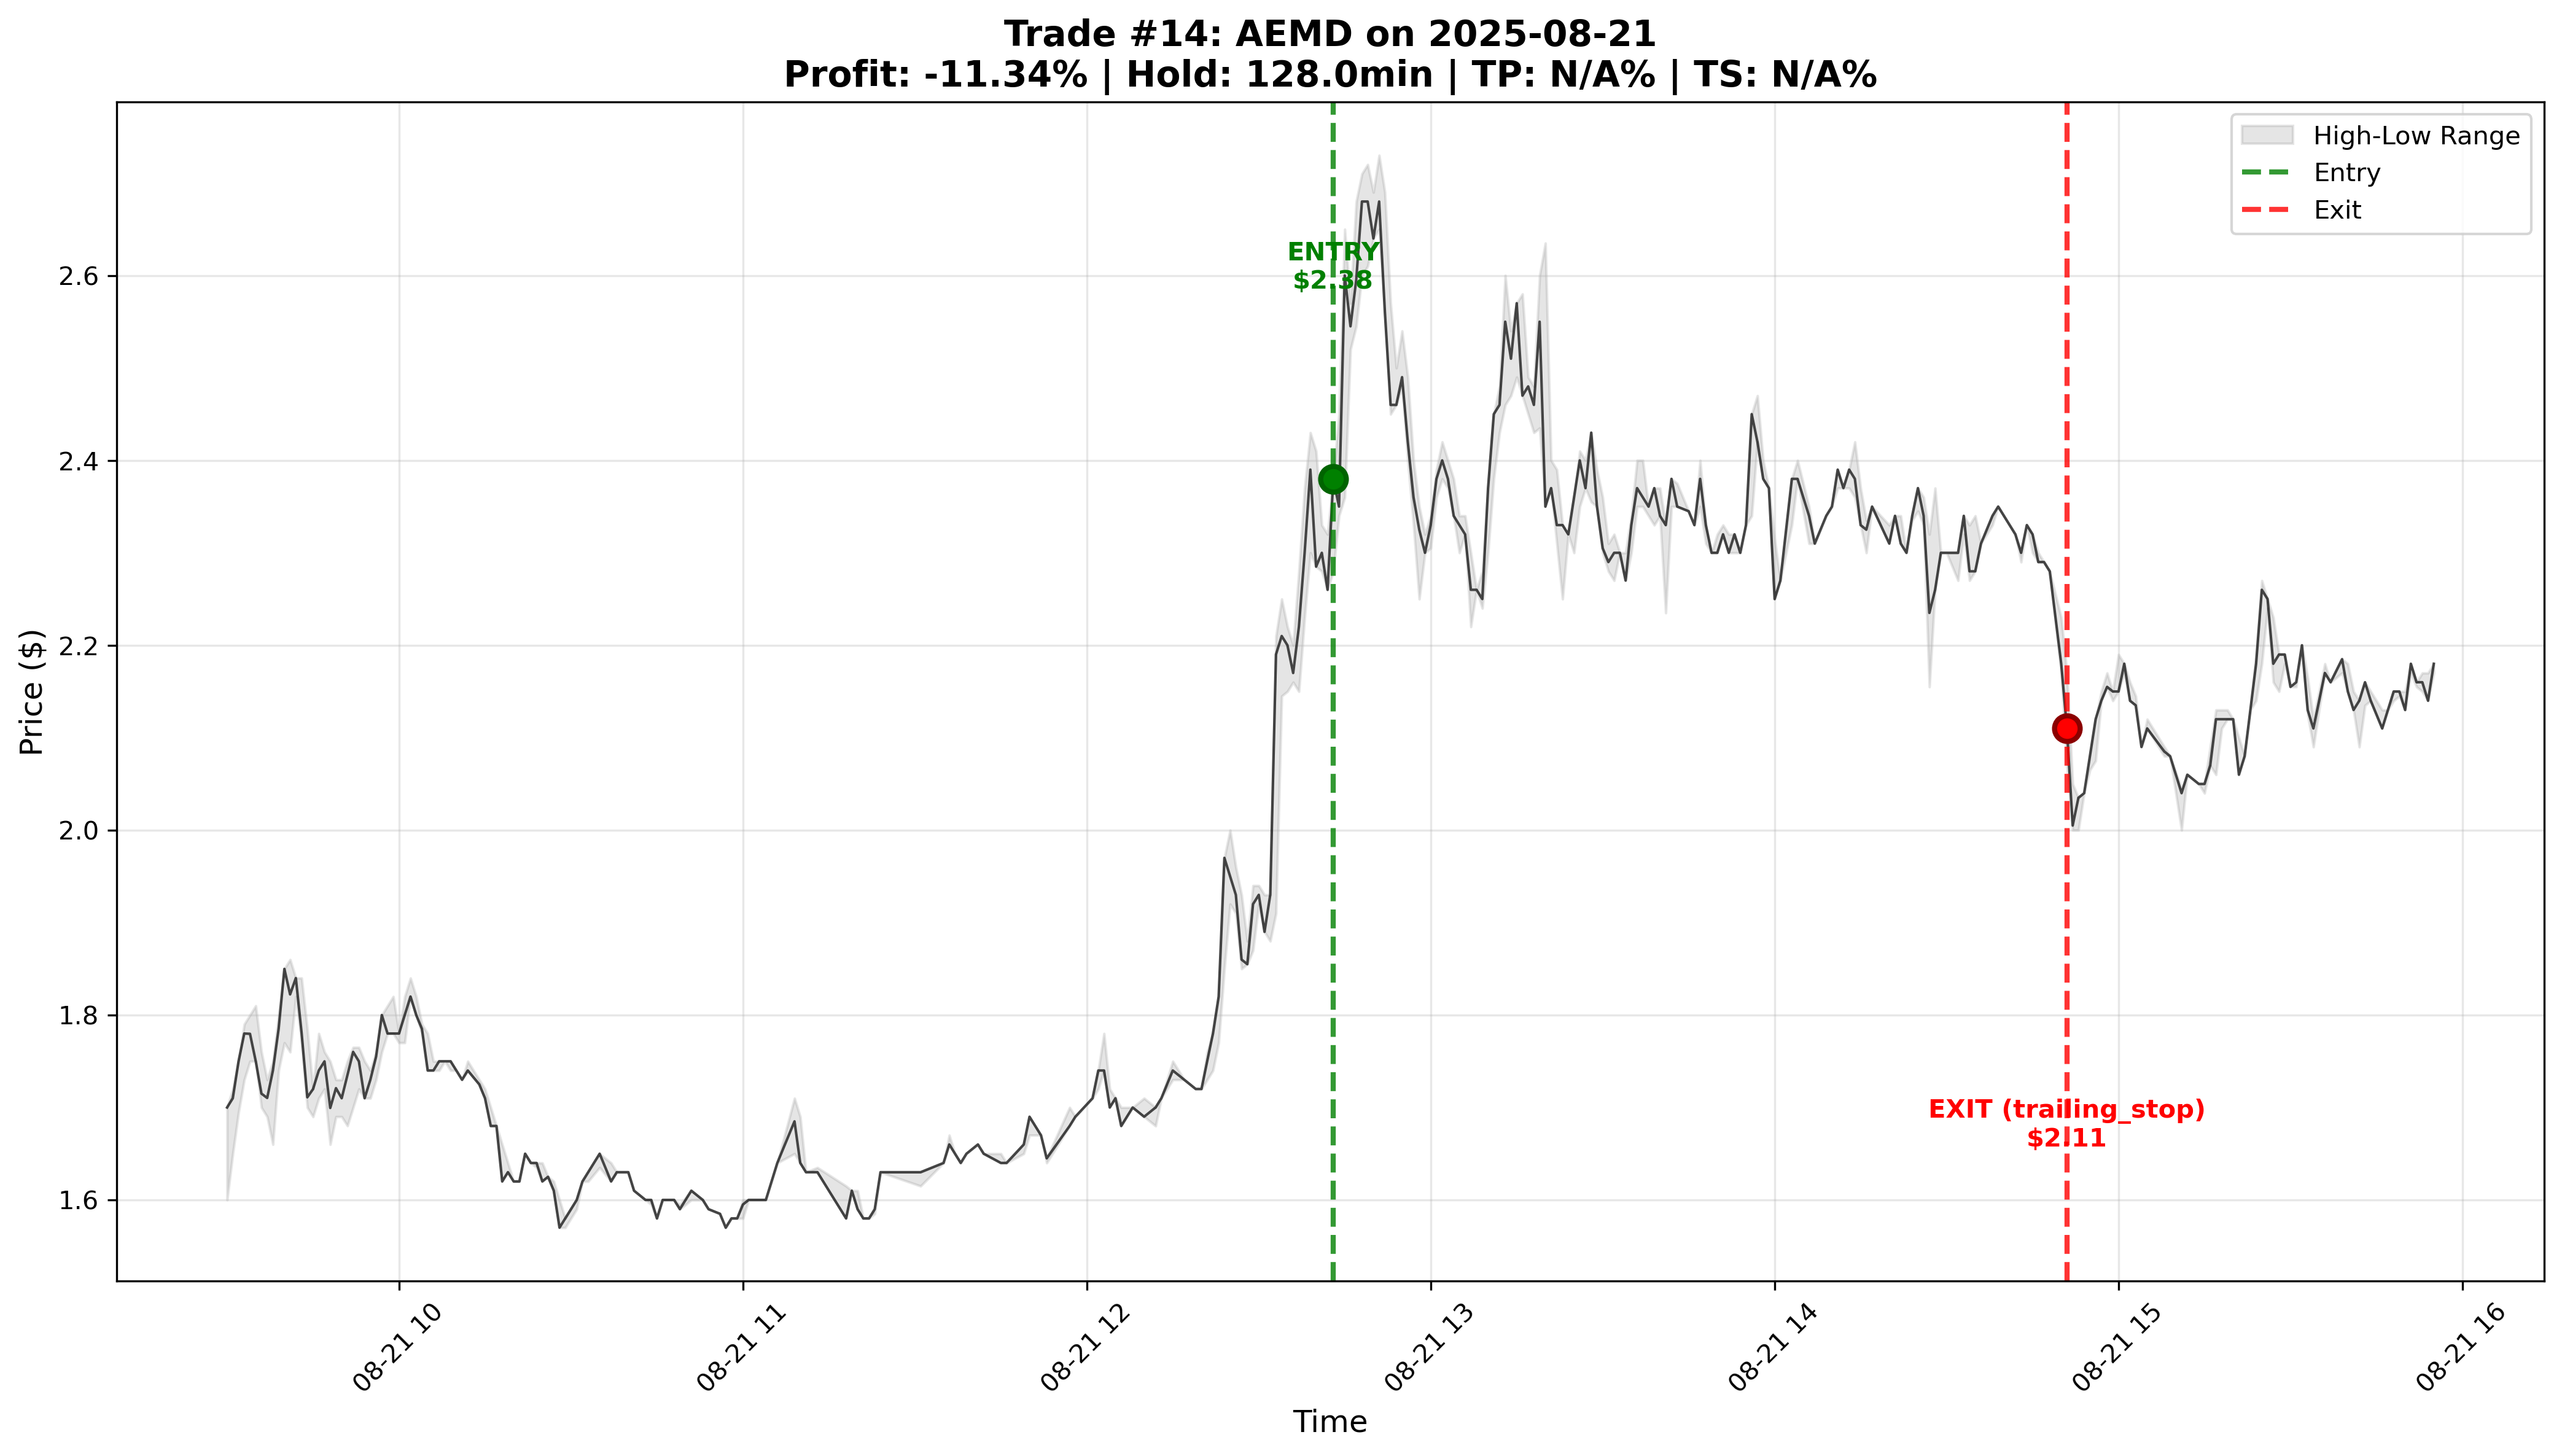 Trade #14: AEMD on 2025-08-21
Profit: -11.34% | Hold: 128.0min | TP: N/A% | TS: N/A%
High-Low Range
Entry
Exit
ENTRY
$2.38
EXIT (trailing_stop)
$2.11
Price ($)
2.6
2.4
2.2
2.0
1.8
1.6
08-21 10
08-21 11
08-21 12
08-21 13
08-21 14
08-21 15
08-21 16
Time